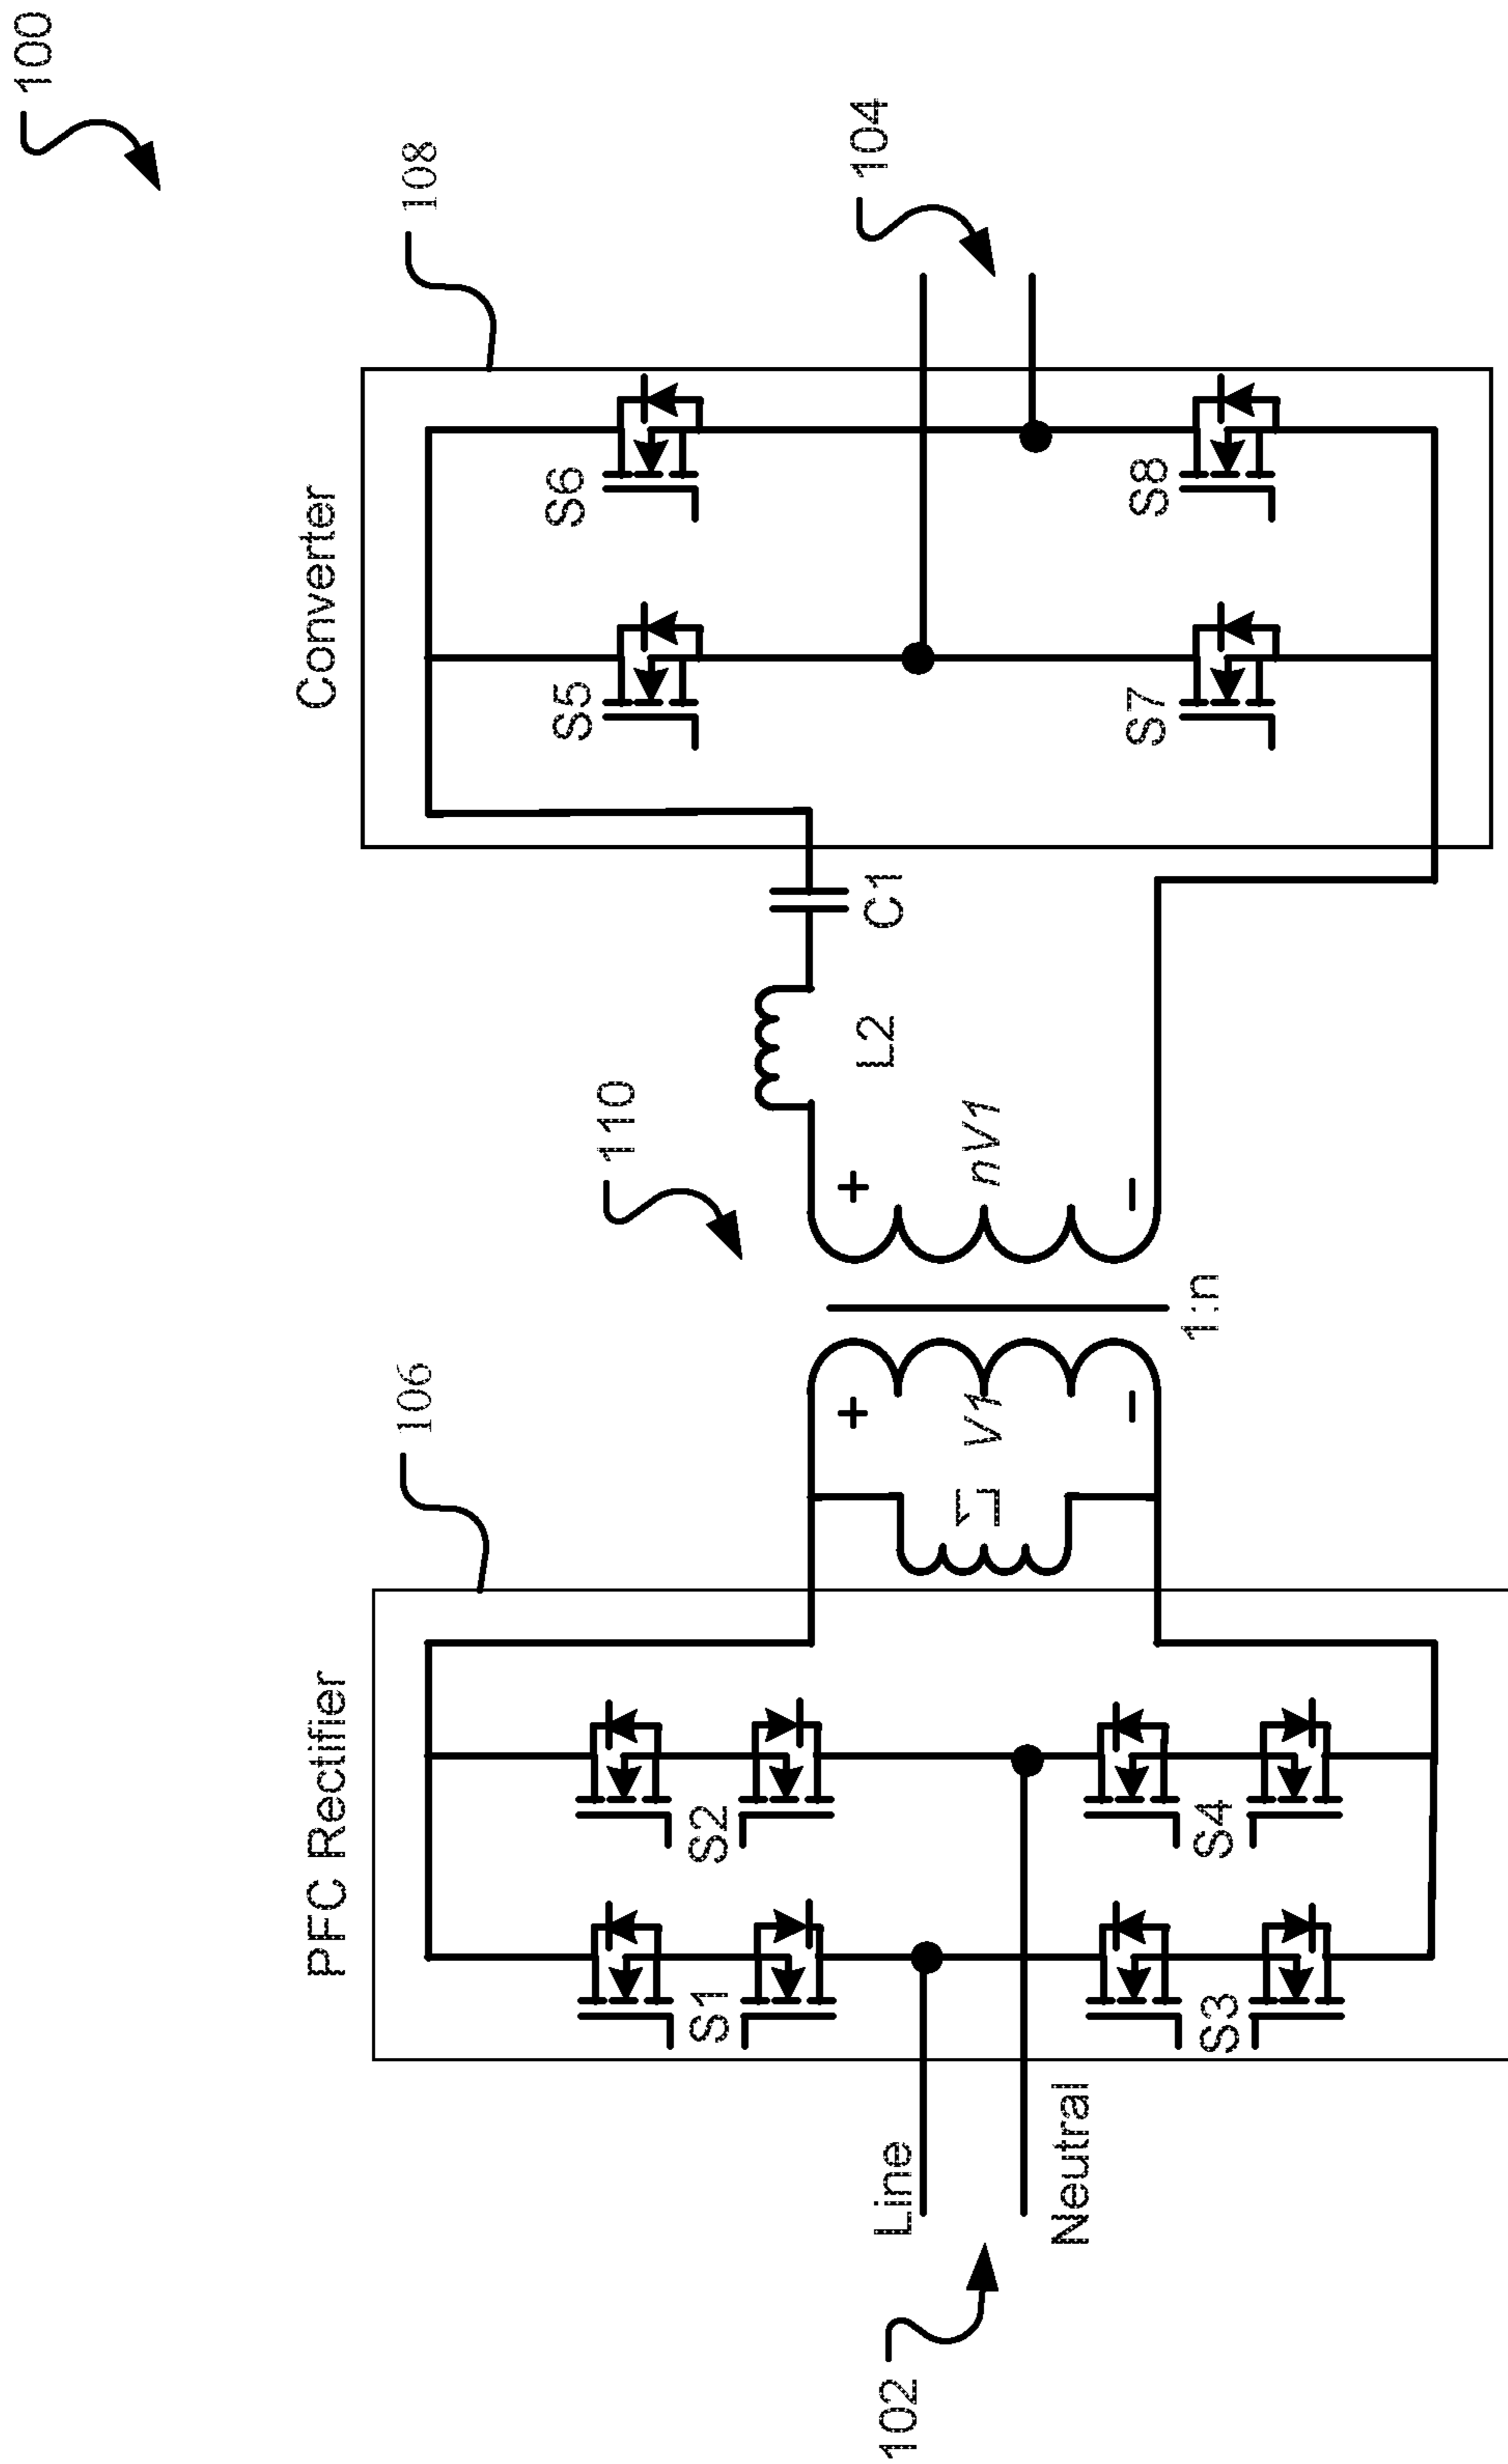 100
PFC Rectifier
106
Converter
108
S1
S2
S3
S4
Line
Neutral
102
L1
V1
+
−
1:n
110
+
nV1
−
L2
C1
S5
S6
S7
S8
104